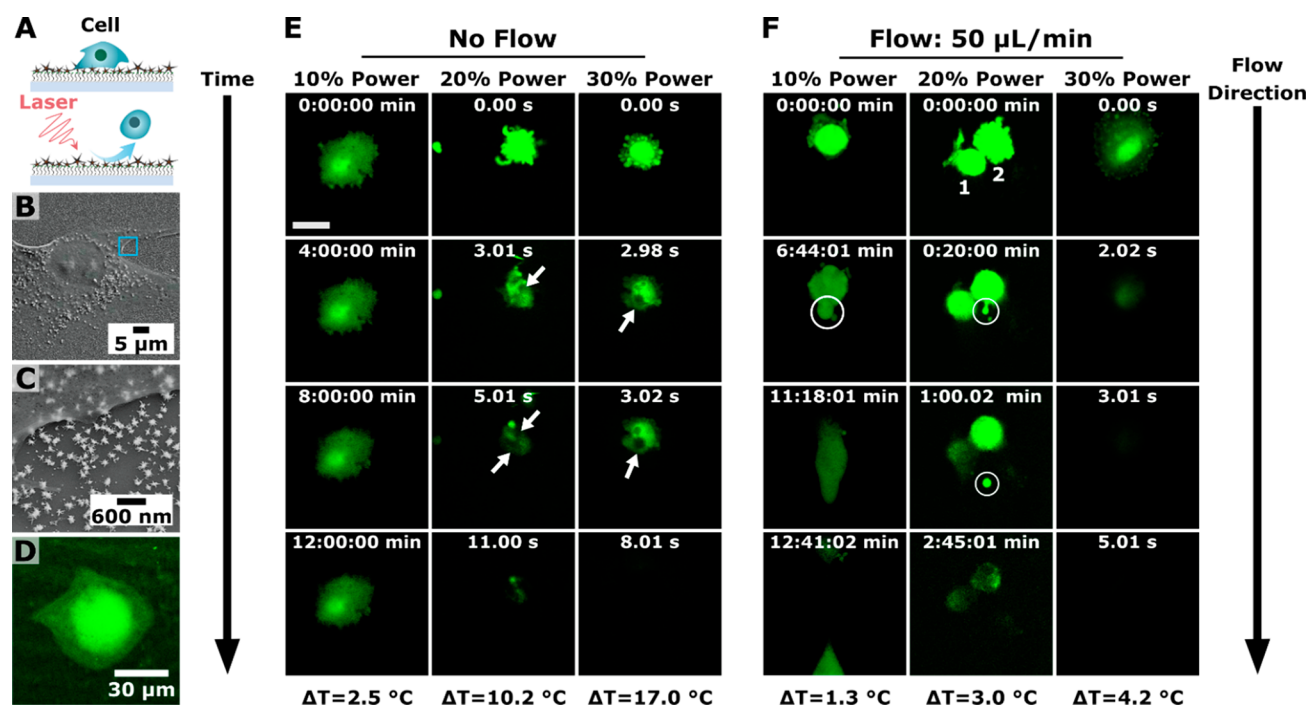 A
Cell
Laser
B
5 µm
C
600 nm
D
30 µm
Time
E
No Flow
10% Power 20% Power 30% Power
0:00:00 min 0.00 s 0.00 s
4:00:00 min 3.01 s 2.98 s
8:00:00 min 5.01 s 3.02 s
12:00:00 min 11.00 s 8.01 s
ΔT=2.5 °C ΔT=10.2 °C ΔT=17.0 °C
F
Flow: 50 µL/min
10% Power 20% Power 30% Power
0:00:00 min 0:00:00 min 0.00 s
1 2
6:44:01 min 0:20:00 min 2.02 s
11:18:01 min 1:00.02 min 3.01 s
12:41:02 min 2:45:01 min 5.01 s
ΔT=1.3 °C ΔT=3.0 °C ΔT=4.2 °C
Flow
Direction